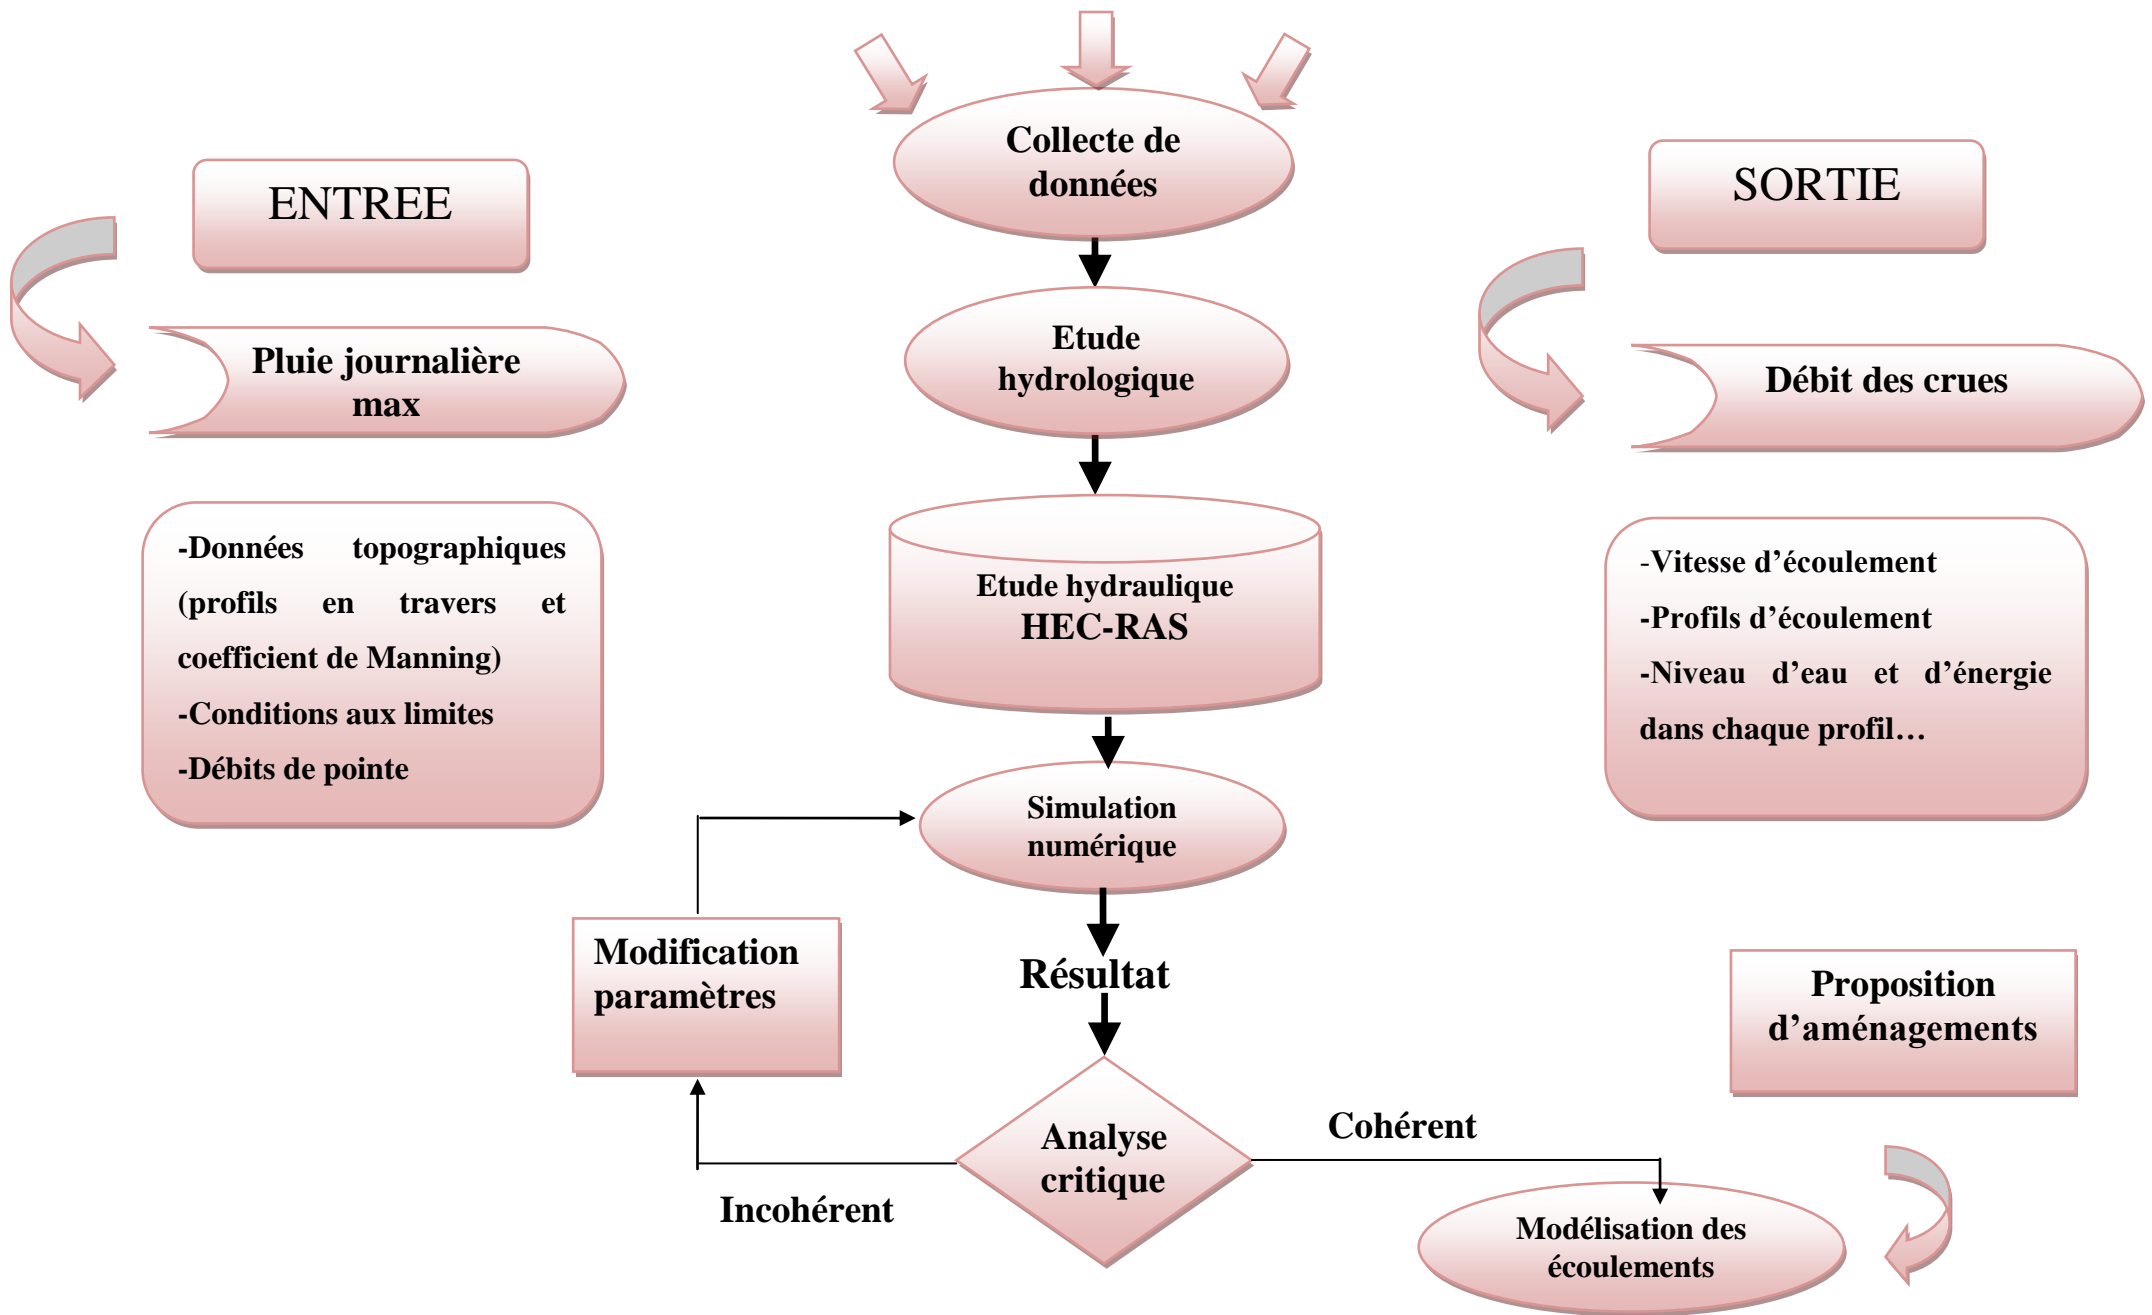 Collecte de
données
ENTREE
SORTIE
Etude
hydrologique
Pluie journalière
max
Débit des crues
-Données topographiques
(profils en travers et
coefficient de Manning)
-Conditions aux limites
-Débits de pointe
Etude hydraulique
HEC-RAS
-Vitesse d’écoulement
-Profils d’écoulement
-Niveau d’eau et d’énergie
dans chaque profil…
Simulation
numérique
Modification
paramètres
Résultat
Proposition
d’aménagements
Analyse
critique
Cohérent
Incohérent
Modélisation des
écoulements